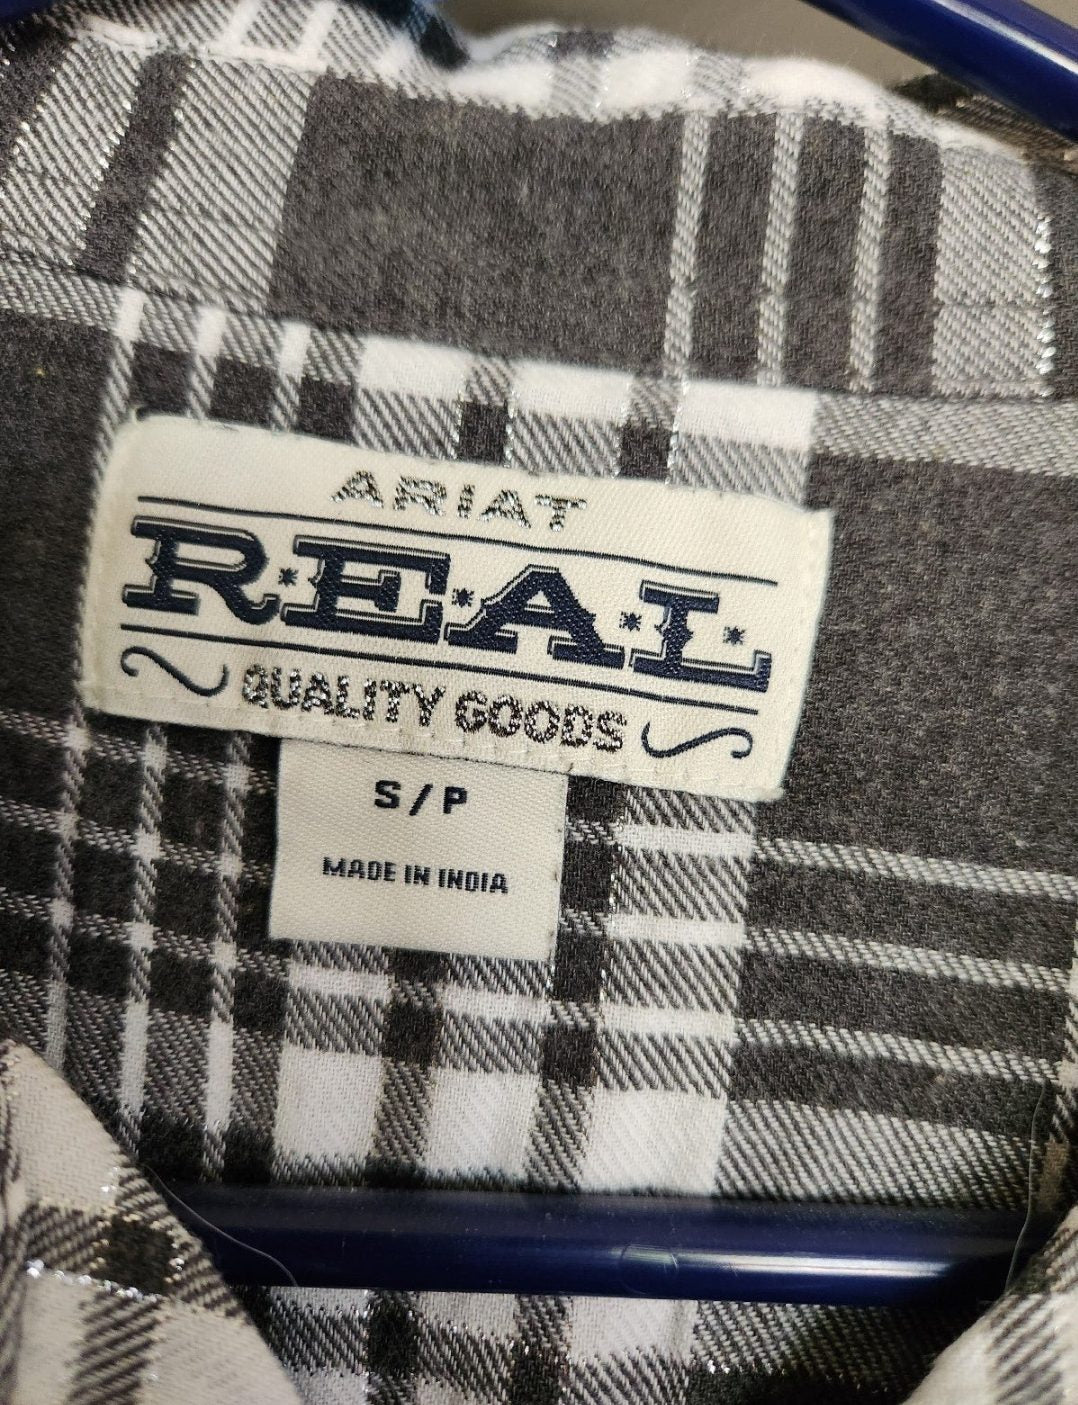 ARIAT
R.E.A.L.
QUALITY GOODS
S/P
MADE IN INDIA